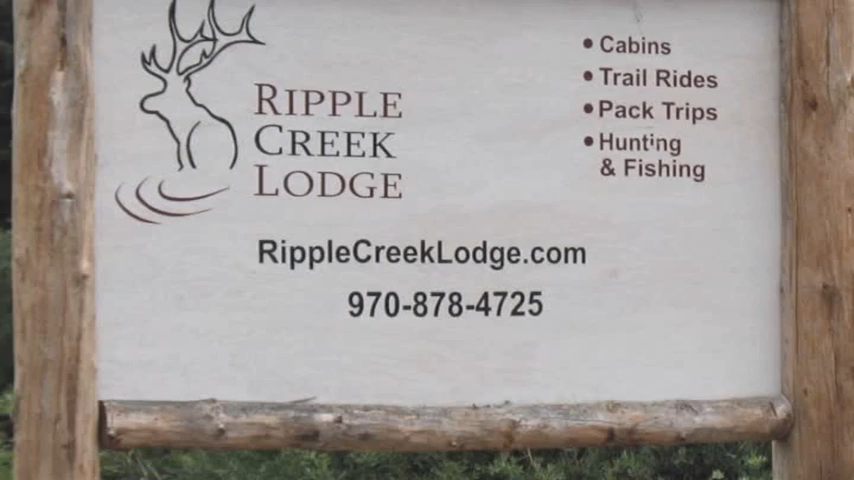 RIPPLE
CREEK
LODGE
• Cabins
• Trail Rides
• Pack Trips
• Hunting
& Fishing
RippleCreekLodge.com
970-878-4725